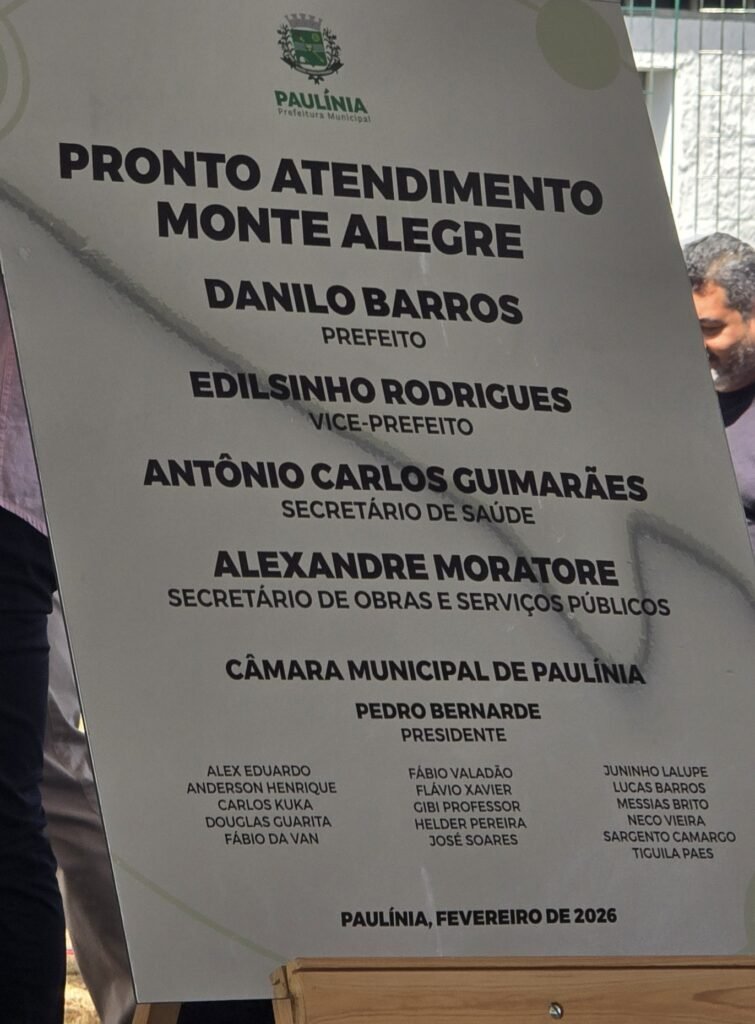 PAULÍNIA
Prefeitura Municipal
PRONTO ATENDIMENTO
MONTE ALEGRE
DANILO BARROS
PREFEITO
EDILSINHO RODRIGUES
VICE-PREFEITO
ANTÔNIO CARLOS GUIMARÃES
SECRETÁRIO DE SAÚDE
ALEXANDRE MORATORE
SECRETÁRIO DE OBRAS E SERVIÇOS PÚBLICOS
CÂMARA MUNICIPAL DE PAULÍNIA
PEDRO BERNARDE
PRESIDENTE
ALEX EDUARDO
ANDERSON HENRIQUE
CARLOS KUKA
DOUGLAS GUARITA
FÁBIO DA VAN
FÁBIO VALADÃO
FLÁVIO XAVIER
GIBI PROFESSOR
HELDER PEREIRA
JOSÉ SOARES
JUNINHO LALUPE
LUCAS BARROS
MESSIAS BRITO
NECO VIEIRA
SARGENTO CAMARGO
TIGUILA PAES
PAULÍNIA, FEVEREIRO DE 2026